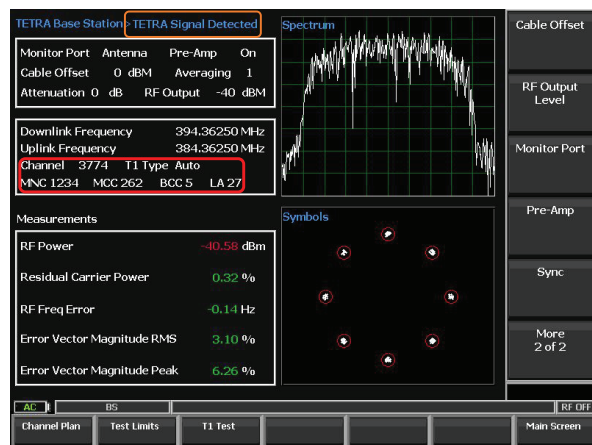 TETRA Base Station>TETRA Signal Detected
Monitor Port Antenna Pre-Amp On
Cable Offset 0 dBM Averaging 1
Attenuation 0 dB RF Output -40 dBM
Downlink Frequency 394.36250 MHz
Uplink Frequency 384.36250 MHz
Channel 3774 T1 Type Auto
MNC 1234 MCC 262 BCC 5 LA 27
Measurements
RF Power -40.58 dBm
Residual Carrier Power 0.32 %
RF Freq Error -0.14 Hz
Error Vector Magnitude RMS 3.10 %
Error Vector Magnitude Peak 6.26 %
Spectrum
Symbols
Cable Offset
RF Output
Level
Monitor Port
Pre-Amp
Sync
More
2 of 2
AC BS RF OFF
Channel Plan Test Limits T1 Test Main Screen